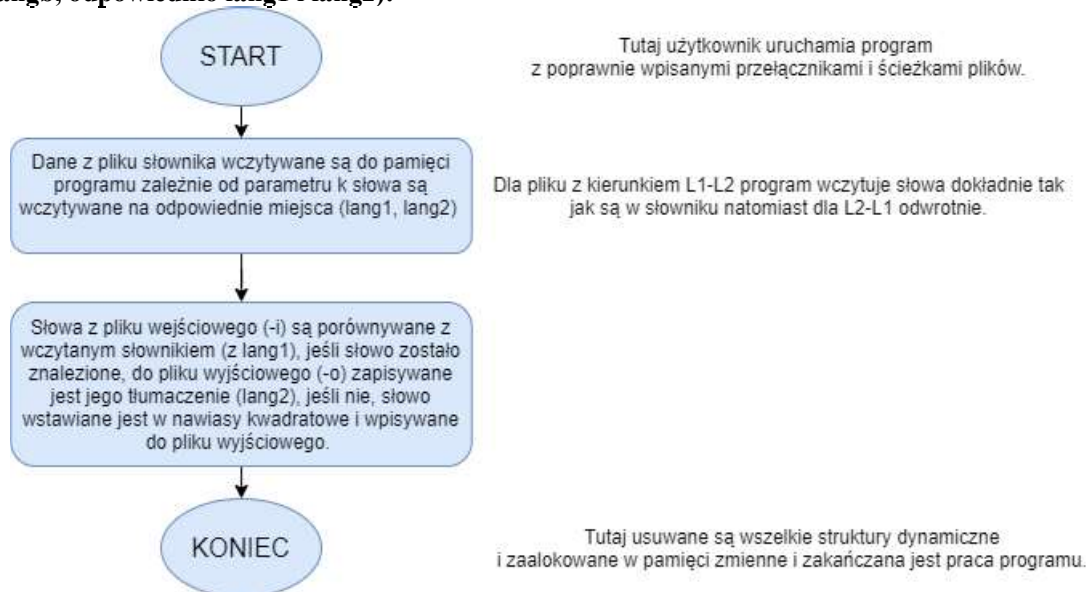 START
Tutaj użytkownik uruchamia program
z poprawnie wpisanymi przełącznikami i ścieżkami plików.
Dane z pliku słownika wczytywane są do pamięci
programu zależnie od parametru k słowa są
wczytywane na odpowiednie miejsca (lang1, lang2)
Dla pliku z kierunkiem L1-L2 program wczytuje słowa dokładnie tak
jak są w słowniku natomiast dla L2-L1 odwrotnie.
Słowa z pliku wejściowego (-i) są porównywane z
wczytanym słownikiem (z lang1), jeśli słowo zostało
znalezione, do pliku wyjściowego (-o) zapisywane
jest jego tłumaczenie (lang2), jeśli nie, słowo
wstawiane jest w nawiasy kwadratowe i wpisywane
do pliku wyjściowego.
KONIEC
Tutaj usuwane są wszelkie struktury dynamiczne
i zaalokowane w pamięci zmienne i zakańczana jest praca programu.